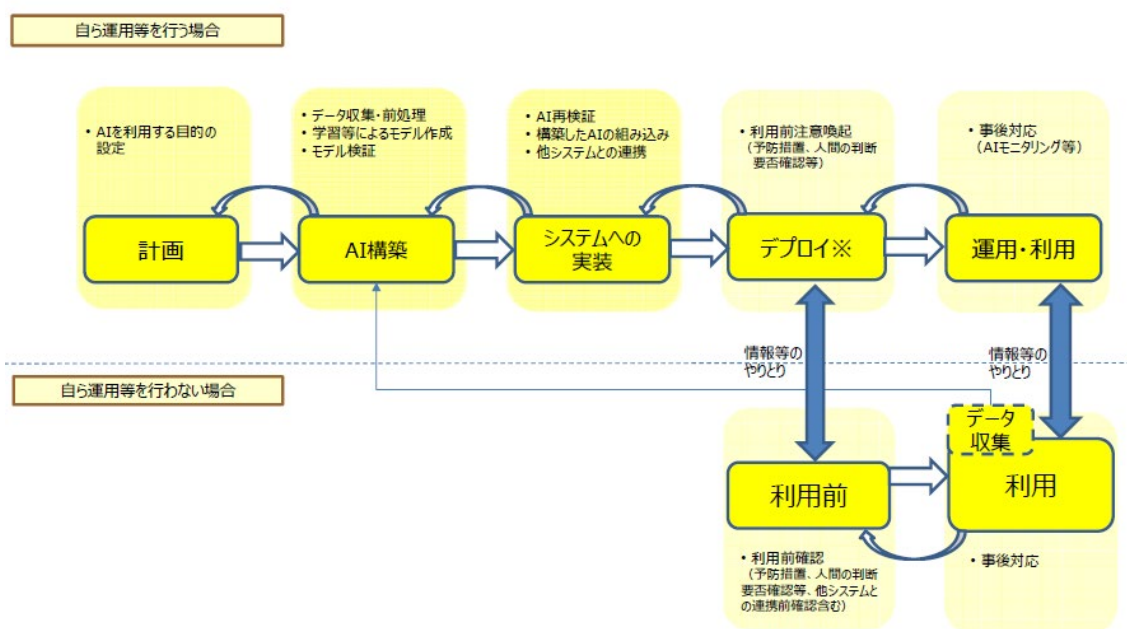 自ら運用等を行う場合
・AIを利用する目的の
設定
・データ収集・前処理
・学習等によるモデル作成
・モデル検証
・AI再検証
・構築したAIの組み込み
・他システムとの連携
・利用前注意喚起
（予防措置、人間の判断
要否確認等）
・事後対応
（AIモニタリング等）
計画
AI構築
システムへの
実装
デプロイ※
運用・利用
情報等の
やりとり
情報等の
やりとり
自ら運用等を行わない場合
データ
収集
利用前
利用
・利用前確認
（予防措置、人間の判断
要否確認等、他システムと
の連携前確認含む）
・事後対応